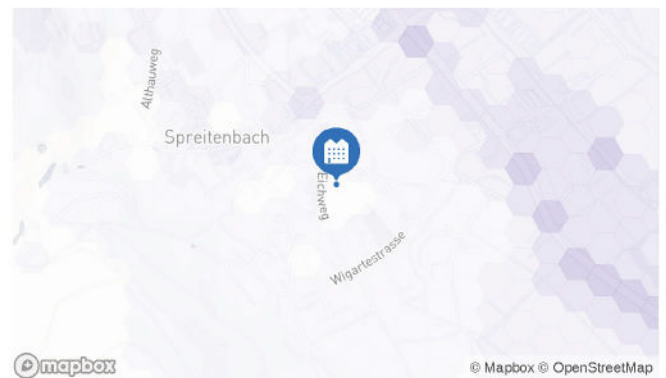 Althauweg
Spreitenbach
Eichweg
Wigartestrasse
mapbox
© Mapbox © OpenStreetMap